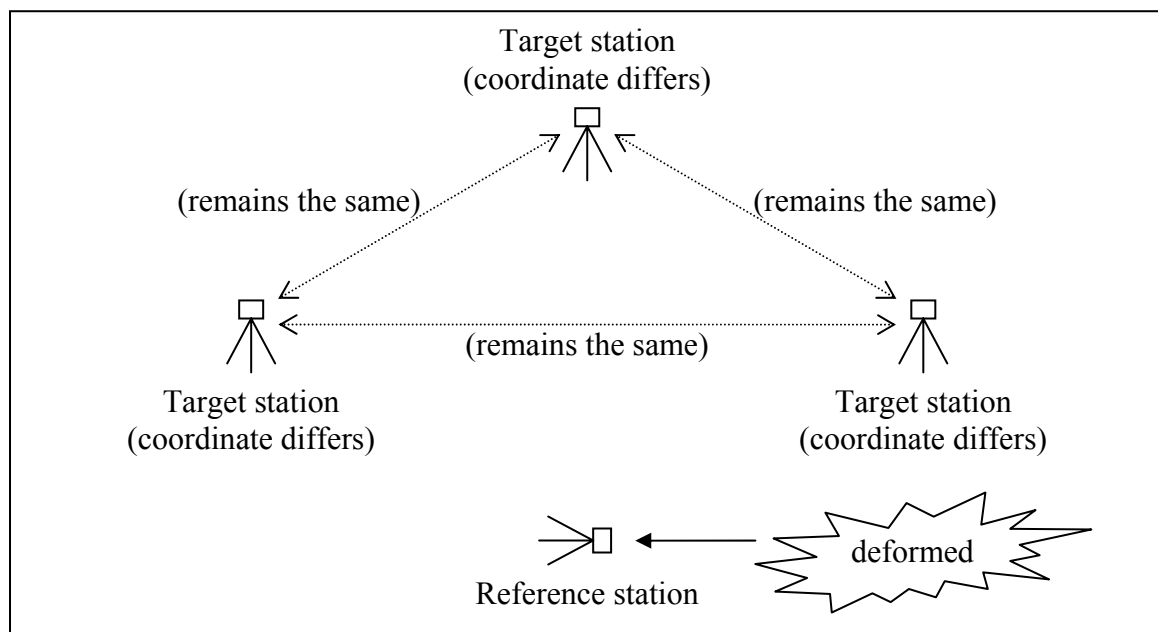 Target station
(coordinate differs)
(remains the same)
(remains the same)
(remains the same)
Target station
(coordinate differs)
Target station
(coordinate differs)
deformed
Reference station